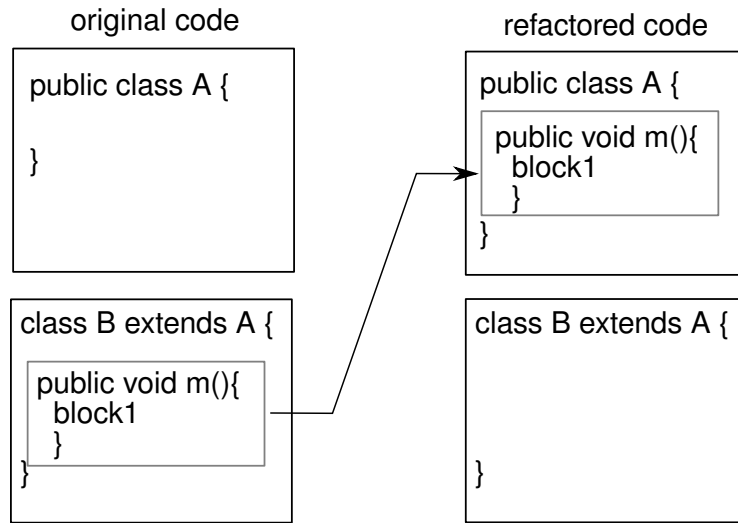 original code
public class A {
}
class B extends A {
public void m(){
block1
}
}
refactored code
public class A {
public void m(){
block1
}
}
class B extends A {
}